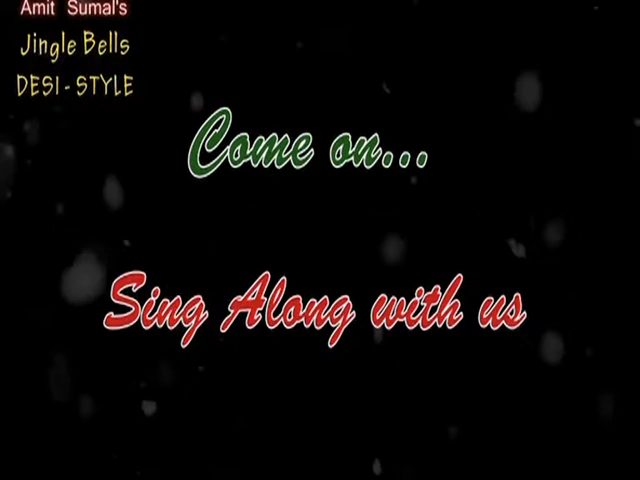 Amit Sumal's
Jingle Bells
DESI-STYLE
Come on...
Sing Along with us